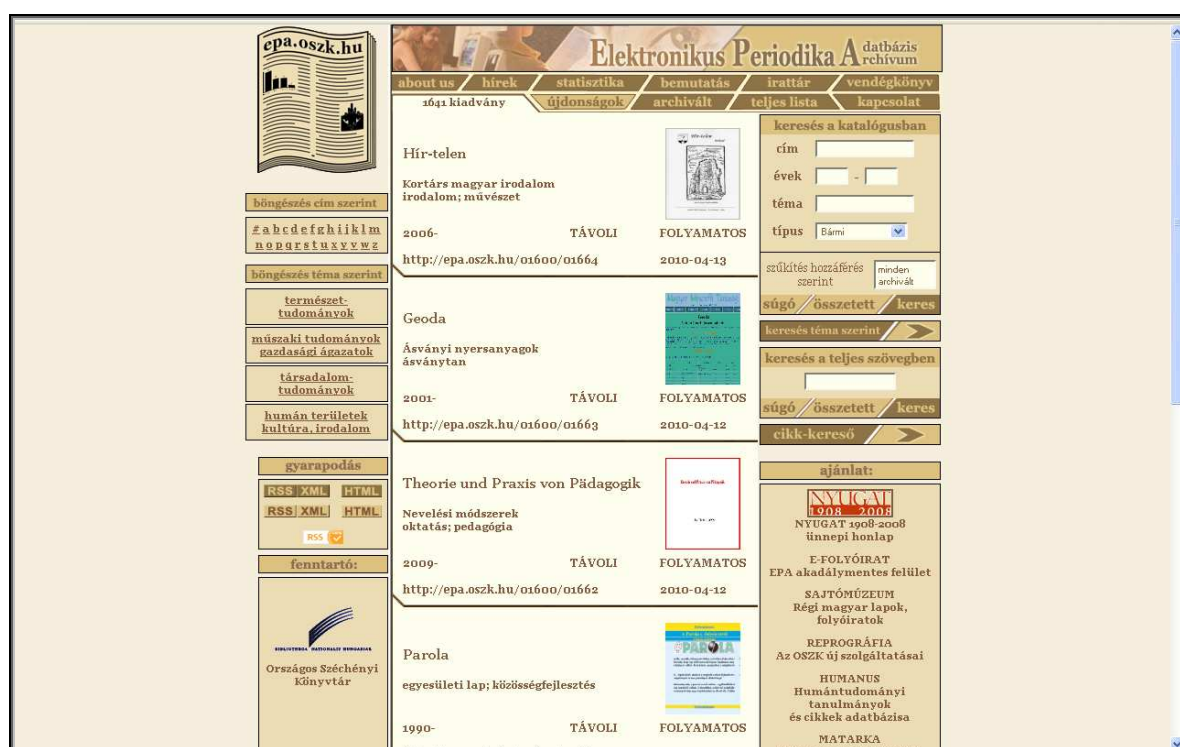 epa.oszk.hu
Elektronikus Periodika Adatbázis Archívum
about us hírek statisztika bemutatás irattár vendégkönyv
1641 kiadvány újdonságok archivált teljes lista kapcsolat
böngészés cím szerint
# a b c d e f g h i j k l m
n o p q r s t u x y v w z
böngészés téma szerint
természet-
tudományok
műszaki tudományok
gazdasági ágazatok
társadalom-
tudományok
humán területek
kultúra, irodalom
gyarapodás
RSS XML HTML
RSS XML HTML
RSS
fenntartó:
BIBLIOTHECA NATIONALIS HUNGARIAE
Országos Széchényi
Könyvtár
Hír-telen
Kortárs magyar irodalom
irodalom; művészet
2006- TÁVOLI FOLYAMATOS
http://epa.oszk.hu/01600/01664 2010-04-13
Geoda
Ásványi nyersanyagok
ásványtan
2001- TÁVOLI FOLYAMATOS
http://epa.oszk.hu/01600/01663 2010-04-12
Theorie und Praxis von Pädagogik
Nevelési módszerek
oktatás; pedagógia
2009- TÁVOLI FOLYAMATOS
http://epa.oszk.hu/01600/01662 2010-04-12
Parola
PAROLA
egyesületi lap; közösségfejlesztés
1990- TÁVOLI FOLYAMATOS
keresés a katalógusban
cím
évek -
téma
típus Bármi
szűkítés hozzáférés
szerint
minden
archivált
súgó összetett keres
keresés téma szerint
keresés a teljes szövegben
súgó összetett keres
cikk-kereső
ajánlat:
NYUGAT
1908 2008
NYUGAT 1908-2008
ünnepi honlap
E-FOLYÓIRAT
EPA akadálymentes felület
SAJTÓMÚZEUM
Régi magyar lapok,
folyóiratok
REPROGRÁFIA
Az OSZK új szolgáltatásai
HUMANUS
Humántudományi
tanulmányok
és cikkek adatbázisa
MATARKA